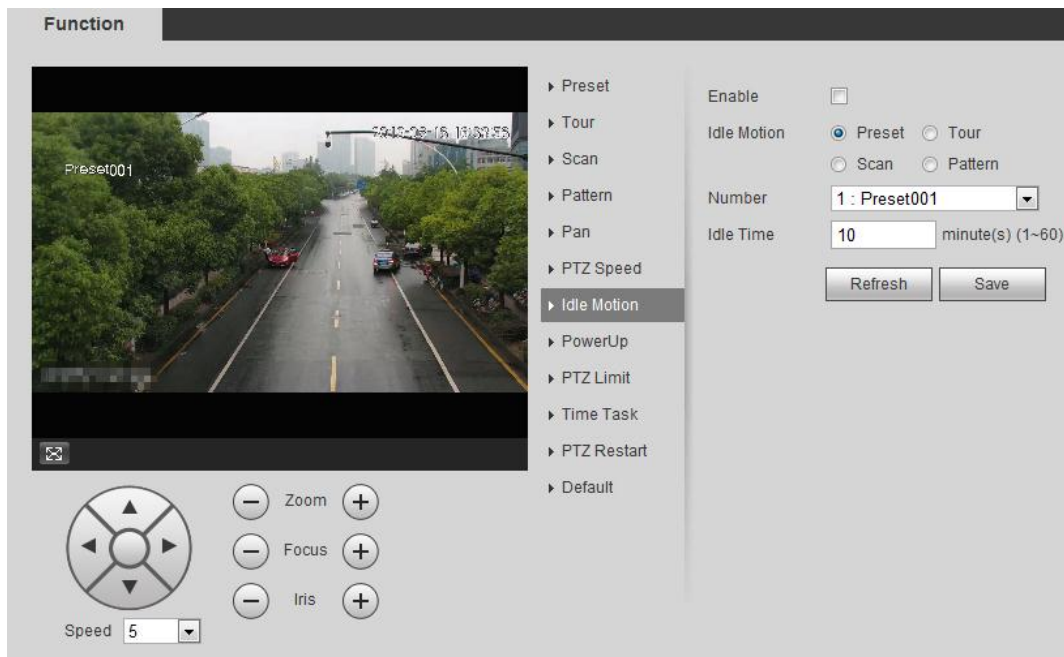 Function
Preset001
Preset
Tour
Scan
Pattern
Pan
PTZ Speed
Idle Motion
PowerUp
PTZ Limit
Time Task
PTZ Restart
Default
Enable
Idle Motion
Preset Tour
Scan Pattern
Number 1 : Preset001
Idle Time 10 minute(s) (1~60)
Refresh Save
Zoom
Focus
Iris
Speed 5